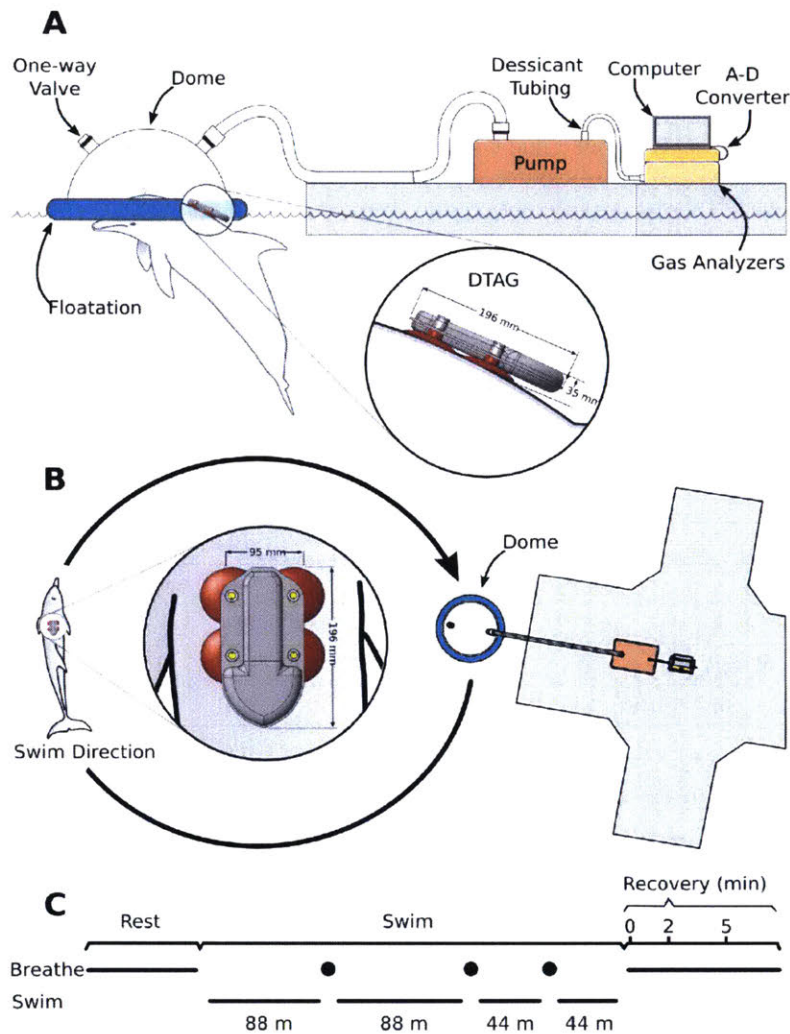 A
One-way
Valve
Dome
Dessicant
Tubing
Computer
A-D
Converter
Pump
Gas Analyzers
Floatation
DTAG
196 mm
35 mm
B
95 mm
196 mm
Dome
Swim Direction
C
Recovery (min)
Rest
Swim
0 2 5
Breathe
Swim
88 m 88 m 44 m 44 m